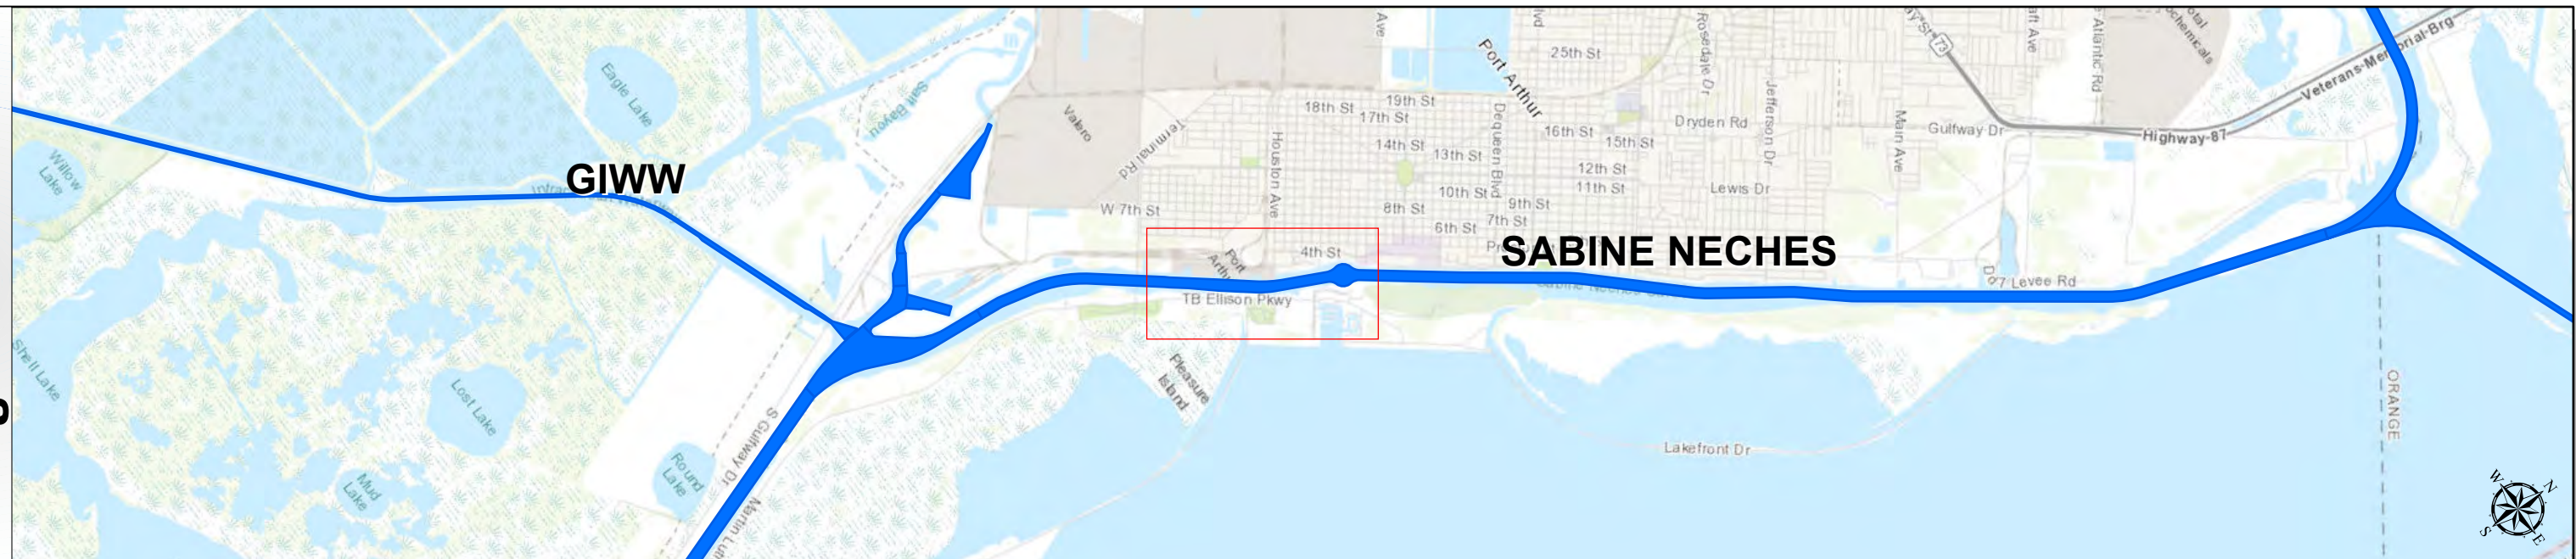 Eagle Lake
Salt Bayou
Willow
Lake
GIWW
Shell Lake
Lost Lake
Mud
Lake
Round
Lake
S Gulfway Dr
Valero
Terminal Rd
Houston Ave
W 7th St
Ave
Port Arthur
25th St
18th St
19th St
17th St
16th St
15th St
14th St
13th St
12th St
11th St
10th St
9th St
8th St
7th St
6th St
4th St
Dequeen Blvd
Rosedale Dr
Jefferson Dr
Dryden Rd
Lewis Dr
Main Ave
Gulfway Dr
73
Highway-87
Veterans-Memorial-Brg
Atlantic Rd
SABINE NECHES
TB Ellison Pkwy
Pleasure
Island
Levee Rd
Lakefront Dr
ORANGE
W
N
S
E